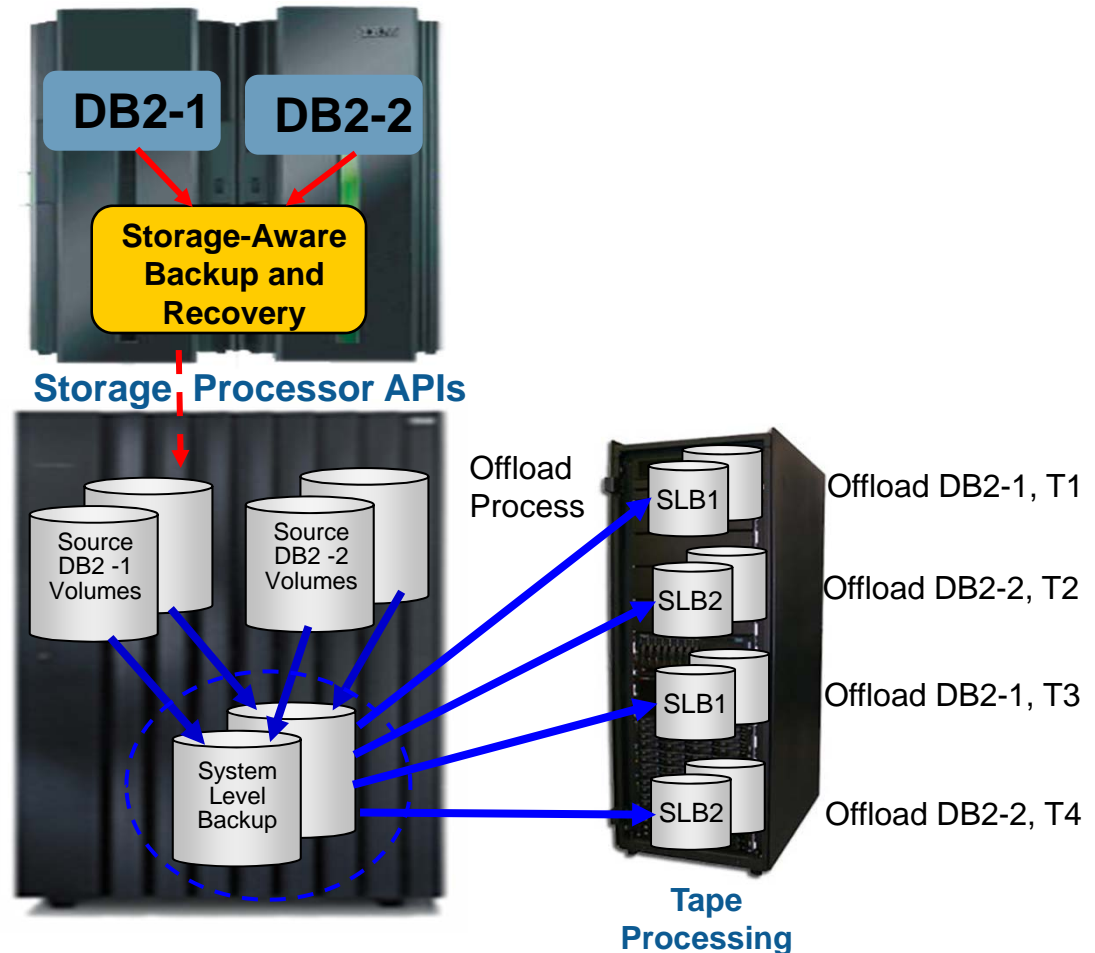 DB2-1
DB2-2
Storage-Aware
Backup and
Recovery
Storage Processor APIs
Source
DB2 -1
Volumes
Source
DB2 -2
Volumes
System
Level
Backup
Offload
Process
SLB1
Offload DB2-1, T1
SLB2
Offload DB2-2, T2
SLB1
Offload DB2-1, T3
SLB2
Offload DB2-2, T4
Tape
Processing